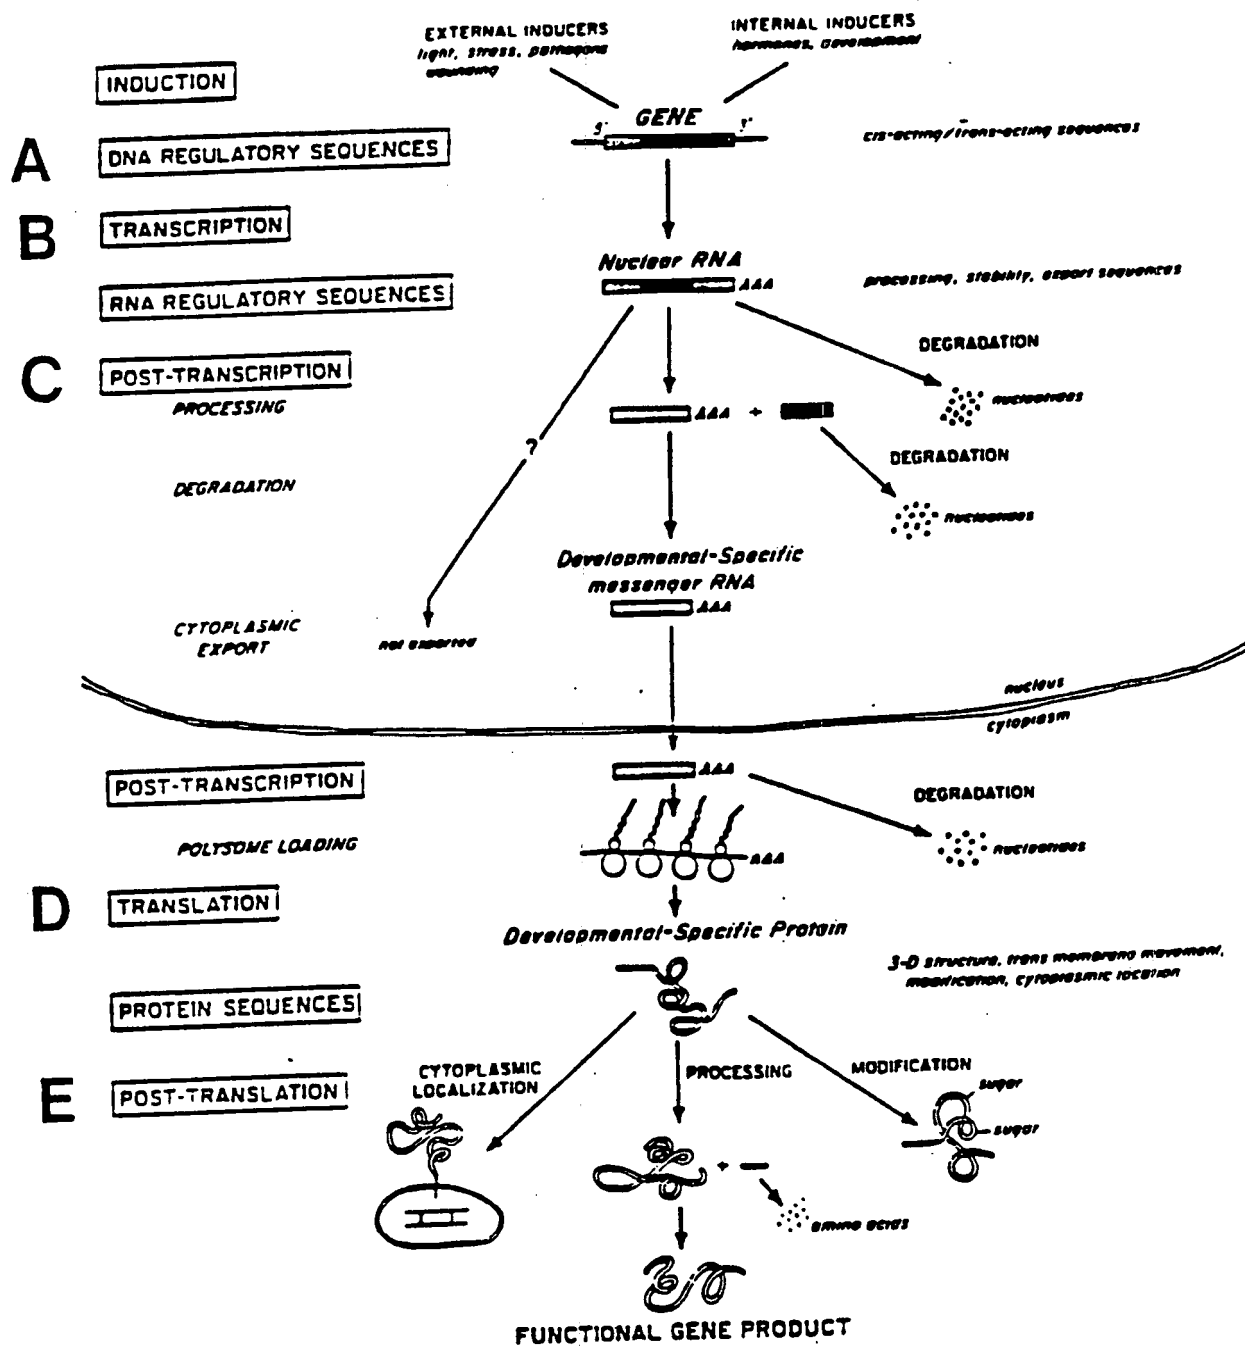 EXTERNAL INDUCERS
light, stress, pathogens
wounding
INTERNAL INDUCERS
hormones, development
INDUCTION
GENE
5'
3'
cis-acting/trans-acting sequences
A
DNA REGULATORY SEQUENCES
B
TRANSCRIPTION
Nuclear RNA
AAA
processing, stability, export sequences
RNA REGULATORY SEQUENCES
DEGRADATION
nucleotides
C
POST-TRANSCRIPTION
PROCESSING
AAA +
?
DEGRADATION
nucleotides
DEGRADATION
Developmental-Specific
messenger RNA
AAA
CYTOPLASMIC
EXPORT
not exported
nucleus
cytoplasm
POST-TRANSCRIPTION
AAA
DEGRADATION
nucleotides
POLYSOME LOADING
AAA
D
TRANSLATION
Developmental-Specific Protein
3-D structure, trans membrane movement,
modification, cytoplasmic location
PROTEIN SEQUENCES
E
POST-TRANSLATION
CYTOPLASMIC
LOCALIZATION
PROCESSING
MODIFICATION
sugar
sugar
+
amino acids
FUNCTIONAL GENE PRODUCT